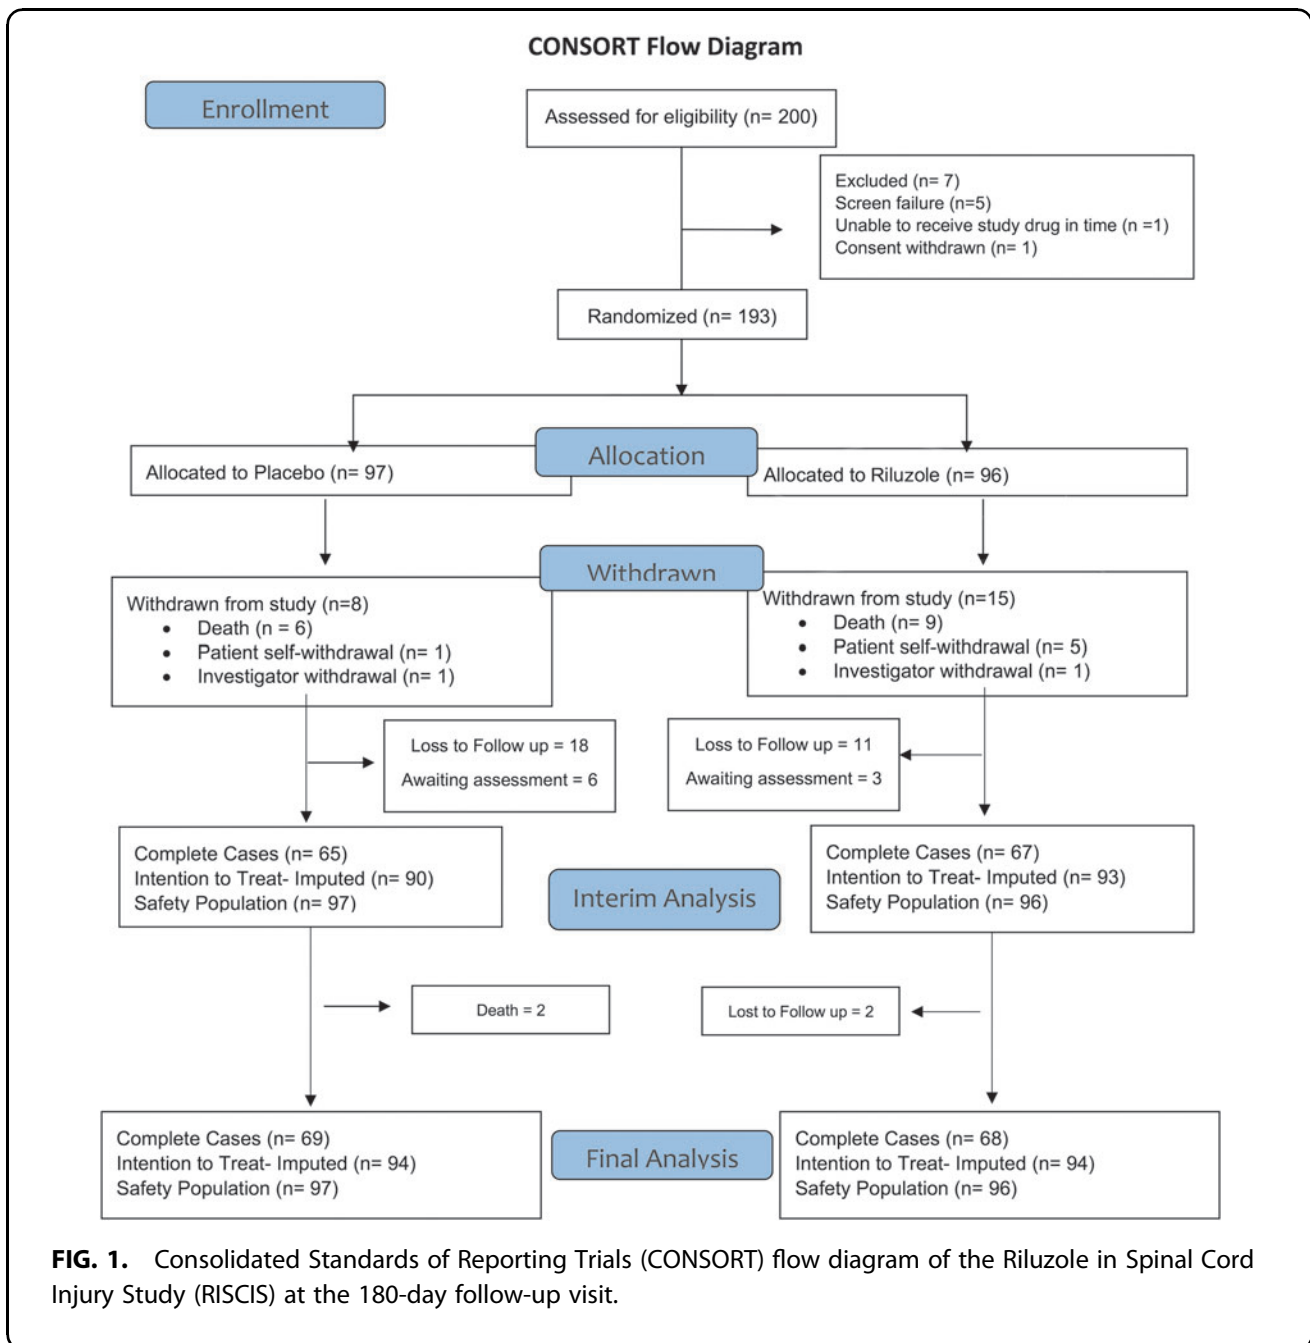 CONSORT Flow Diagram
Enrollment
Assessed for eligibility (n= 200)
Excluded (n= 7)
Screen failure (n=5)
Unable to receive study drug in time (n =1)
Consent withdrawn (n= 1)
Randomized (n= 193)
Allocation
Allocated to Placebo (n= 97)
Allocated to Riluzole (n= 96)
Withdrawn
Withdrawn from study (n=8)
• Death (n = 6)
• Patient self-withdrawal (n= 1)
• Investigator withdrawal (n= 1)
Withdrawn from study (n=15)
• Death (n= 9)
• Patient self-withdrawal (n= 5)
• Investigator withdrawal (n= 1)
Loss to Follow up = 18
Awaiting assessment = 6
Loss to Follow up = 11
Awaiting assessment = 3
Complete Cases (n= 65)
Intention to Treat- Imputed (n= 90)
Safety Population (n= 97)
Interim Analysis
Complete Cases (n= 67)
Intention to Treat- Imputed (n= 93)
Safety Population (n= 96)
Death = 2
Lost to Follow up = 2
Complete Cases (n= 69)
Intention to Treat- Imputed (n= 94)
Safety Population (n= 97)
Final Analysis
Complete Cases (n= 68)
Intention to Treat- Imputed (n= 94)
Safety Population (n= 96)
FIG. 1. Consolidated Standards of Reporting Trials (CONSORT) flow diagram of the Riluzole in Spinal Cord
Injury Study (RISCIS) at the 180-day follow-up visit.